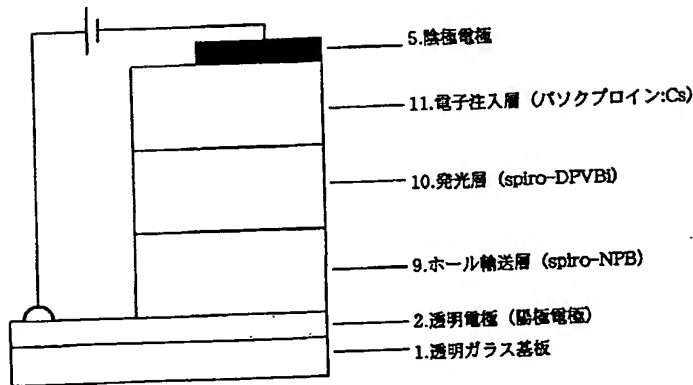 5.陰極電極
11.電子注入層 (バソクプロイン:Cs)
10.発光層 (spiro-DPVBi)
9.ホール輸送層 (spiro-NPB)
2.透明電極 (陽極電極)
1.透明ガラス基板